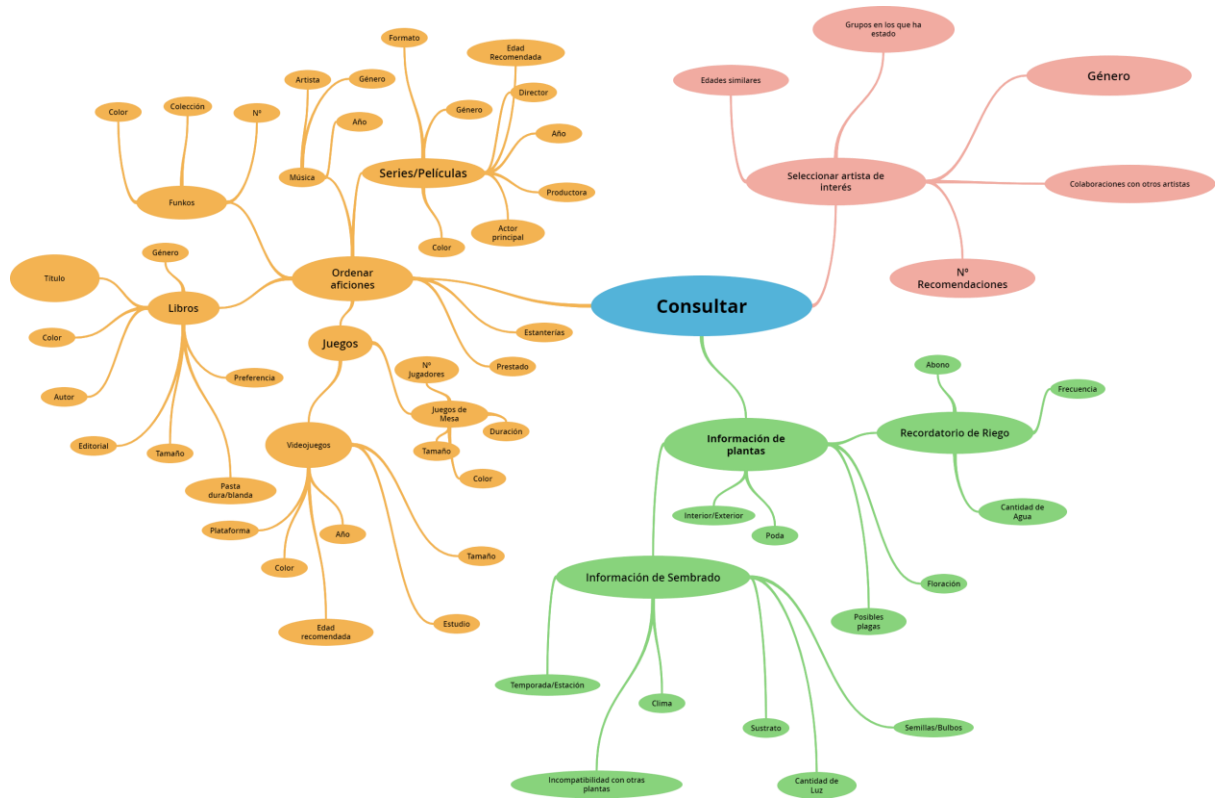 Consultar
Ordenar
aficiones
Funkos
Color
Colección
Nº
Música
Artista
Género
Año
Series/Películas
Formato
Género
Edad
Recomendada
Director
Año
Productora
Actor
principal
Color
Libros
Género
Título
Color
Autor
Editorial
Tamaño
Pasta
dura/blanda
Preferencia
Juegos
Videojuegos
Plataforma
Color
Edad
recomendada
Año
Estudio
Tamaño
Juegos de
Mesa
Nº
Jugadores
Duración
Tamaño
Color
Estanterías
Prestado
Seleccionar artista de
interés
Edades similares
Grupos en los que ha
estado
Género
Colaboraciones con otros artistas
Nº
Recomendaciones
Información de
plantas
Recordatorio de Riego
Abono
Frecuencia
Cantidad de
Agua
Interior/Exterior
Poda
Floración
Posibles
plagas
Información de Sembrado
Temporada/Estación
Incompatibilidad con otras
plantas
Clima
Sustrato
Cantidad de
Luz
Semillas/Bulbos